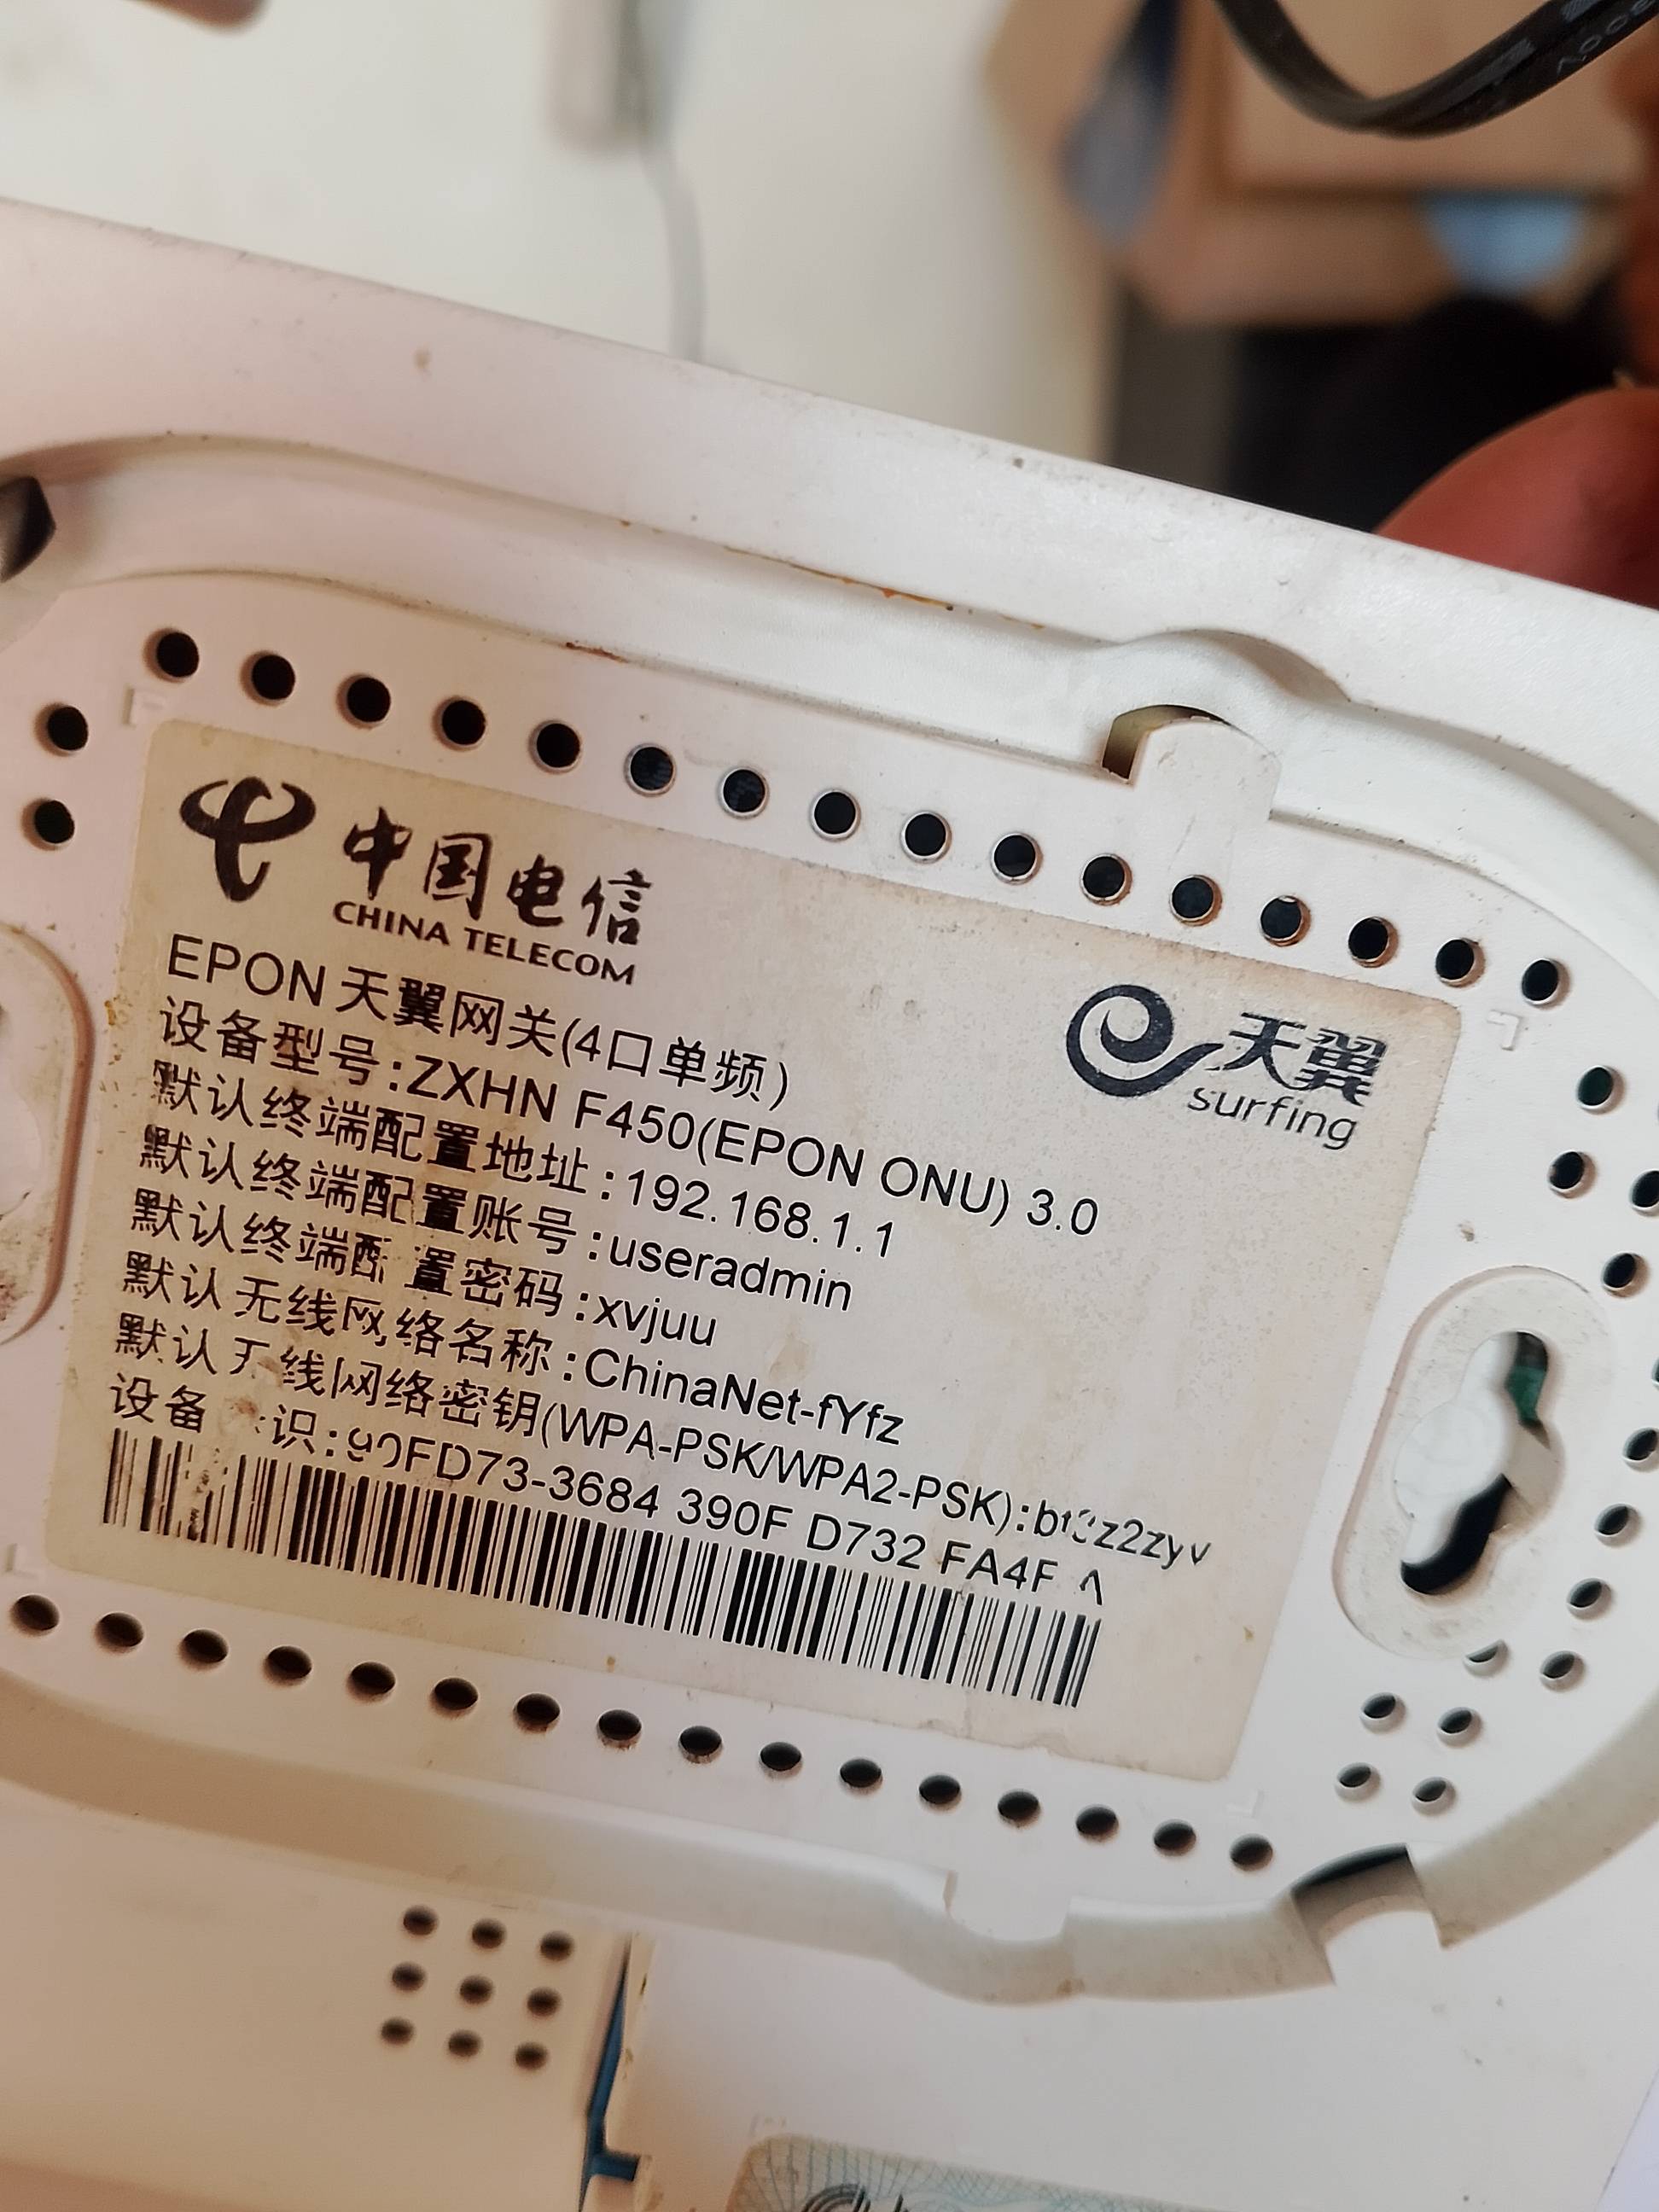 中国电信
CHINA TELECOM
天翼
surfing
EPON 天翼网关(4口单频)
设备型号:ZXHN F450(EPON ONU) 3.0
默认终端配置地址:192.168.1.1
默认终端配置账号:useradmin
默认终端配置密码:xvjuu
默认无线网络名称:ChinaNet-fYfz
默认无线网络密钥(WPA-PSK/WPA2-PSK):
设备 识:90FD73-3684 390F D732